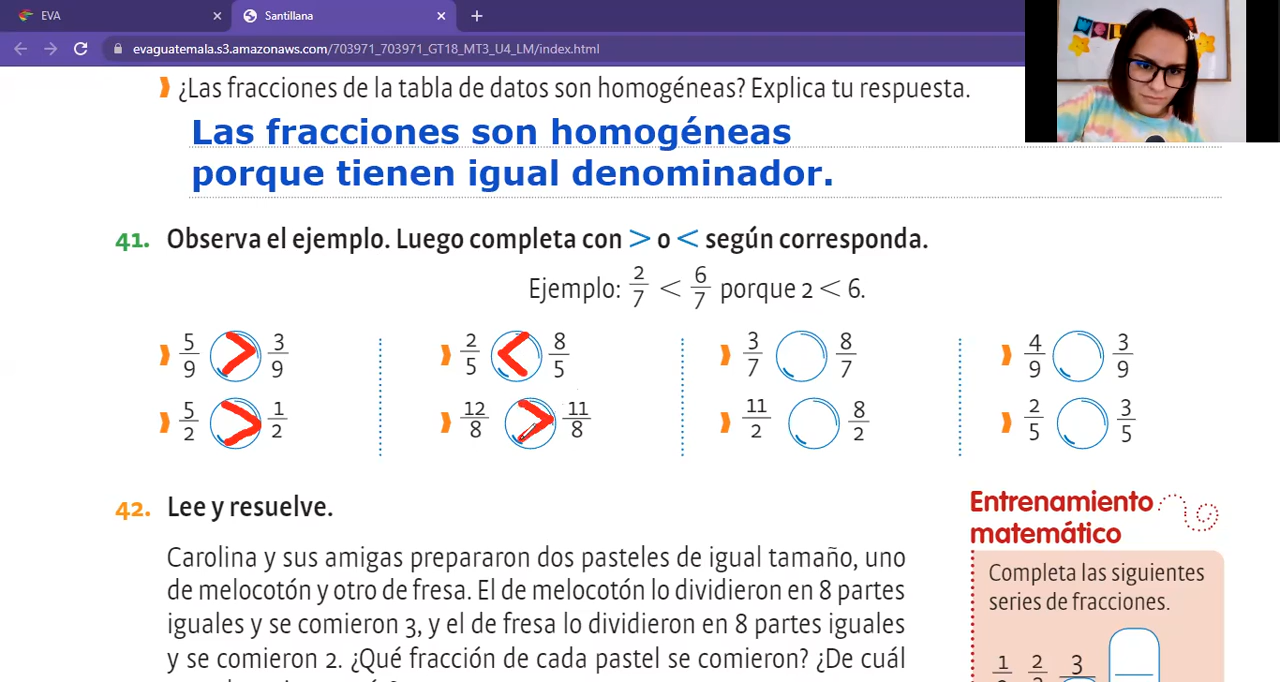 EVA
Santillana
evaguatemala.s3.amazonaws.com/703971_703971_GT18_MT3_U4_LM/index.html
¿Las fracciones de la tabla de datos son homogéneas? Explica tu respuesta.
Las fracciones son homogéneas
porque tienen igual denominador.
41. Observa el ejemplo. Luego completa con > o < según corresponda.
Ejemplo: 2/7 < 6/7 porque 2 < 6.
5/9 > 3/9 2/5 < 8/5 3/7 8/7 4/9 3/9
5/2 > 1/2 12/8 > 11/8 11/2 8/2 2/5 3/5
42. Lee y resuelve.
Carolina y sus amigas prepararon dos pasteles de igual tamaño, uno
de melocotón y otro de fresa. El de melocotón lo dividieron en 8 partes
iguales y se comieron 3, y el de fresa lo dividieron en 8 partes iguales
y se comieron 2. ¿Qué fracción de cada pastel se comieron? ¿De cuál
Entrenamiento
matemático
Completa las siguientes
series de fracciones.
1 2 3